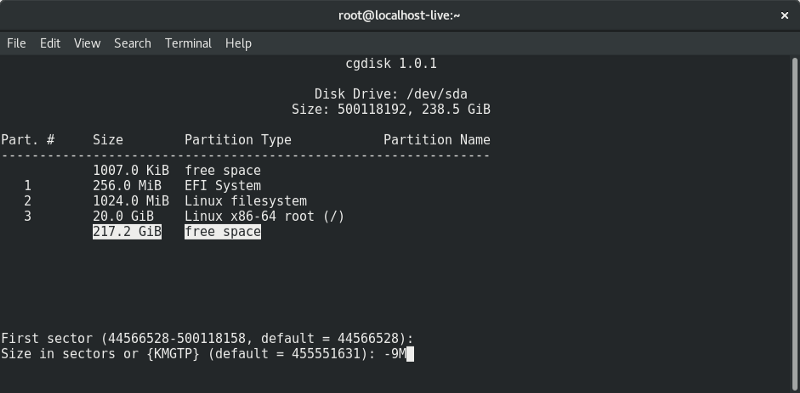 root@localhost-live:~
×
File Edit View Search Terminal Help
cgdisk 1.0.1
Disk Drive: /dev/sda
Size: 500118192, 238.5 GiB
Part. # Size Partition Type Partition Name
----------------------------------------------------------------
1007.0 KiB free space
1 256.0 MiB EFI System
2 1024.0 MiB Linux filesystem
3 20.0 GiB Linux x86-64 root (/)
217.2 GiB free space
First sector (44566528-500118158, default = 44566528):
Size in sectors or {KMGTP} (default = 455551631): -9M